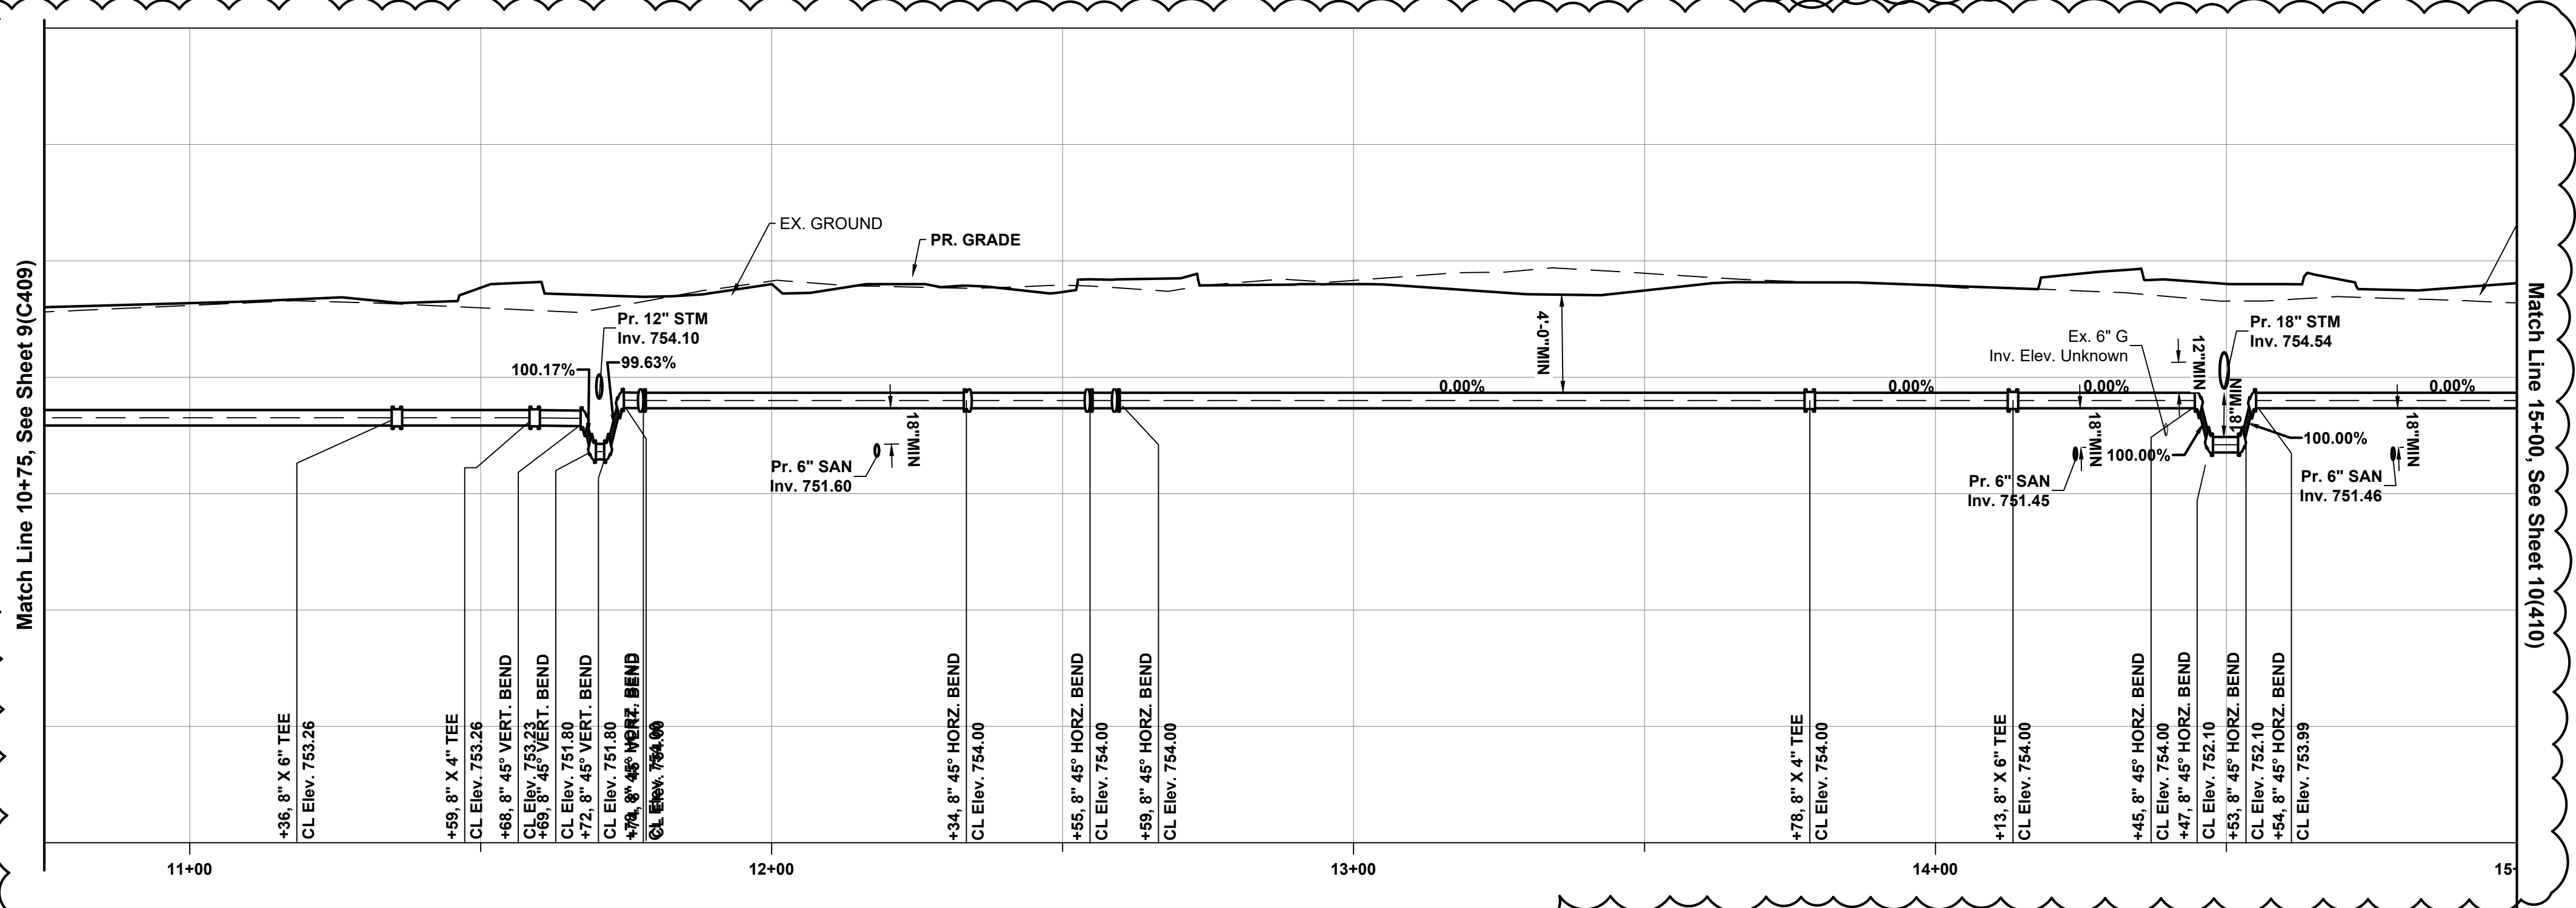 Match Line 10+75, See Sheet 9(C409)
EX. GROUND
PR. GRADE
Pr. 12" STM
Inv. 754.10
100.17%
99.63%
4'-0"MIN
0.00%
0.00%
0.00%
0.00%
Ex. 6" G
Inv. Elev. Unknown
12"MIN
Pr. 18" STM
Inv. 754.54
18"MIN
Pr. 6" SAN
Inv. 751.60
18"MIN
Pr. 6" SAN
Inv. 751.45
18"MIN
100.00%
100.00%
Pr. 6" SAN
Inv. 751.46
18"MIN
Match Line 15+00, See Sheet 10(410)
+36, 8" X 6" TEE
CL Elev. 753.26
+59, 8" X 4" TEE
CL Elev. 753.26
+68, 8" 45° VERT. BEND
CL Elev. 753.23
+69, 8" 45° VERT. BEND
CL Elev. 751.80
+72, 8" 45° VERT. BEND
CL Elev. 751.80
+34, 8" 45° HORZ. BEND
CL Elev. 754.00
+55, 8" 45° HORZ. BEND
CL Elev. 754.00
+59, 8" 45° HORZ. BEND
CL Elev. 754.00
+78, 8" X 4" TEE
CL Elev. 754.00
+13, 8" X 6" TEE
CL Elev. 754.00
+45, 8" 45° HORZ. BEND
CL Elev. 754.00
+47, 8" 45° HORZ. BEND
CL Elev. 752.10
+53, 8" 45° HORZ. BEND
CL Elev. 752.10
+54, 8" 45° HORZ. BEND
CL Elev. 753.99
11+00
12+00
13+00
14+00
15